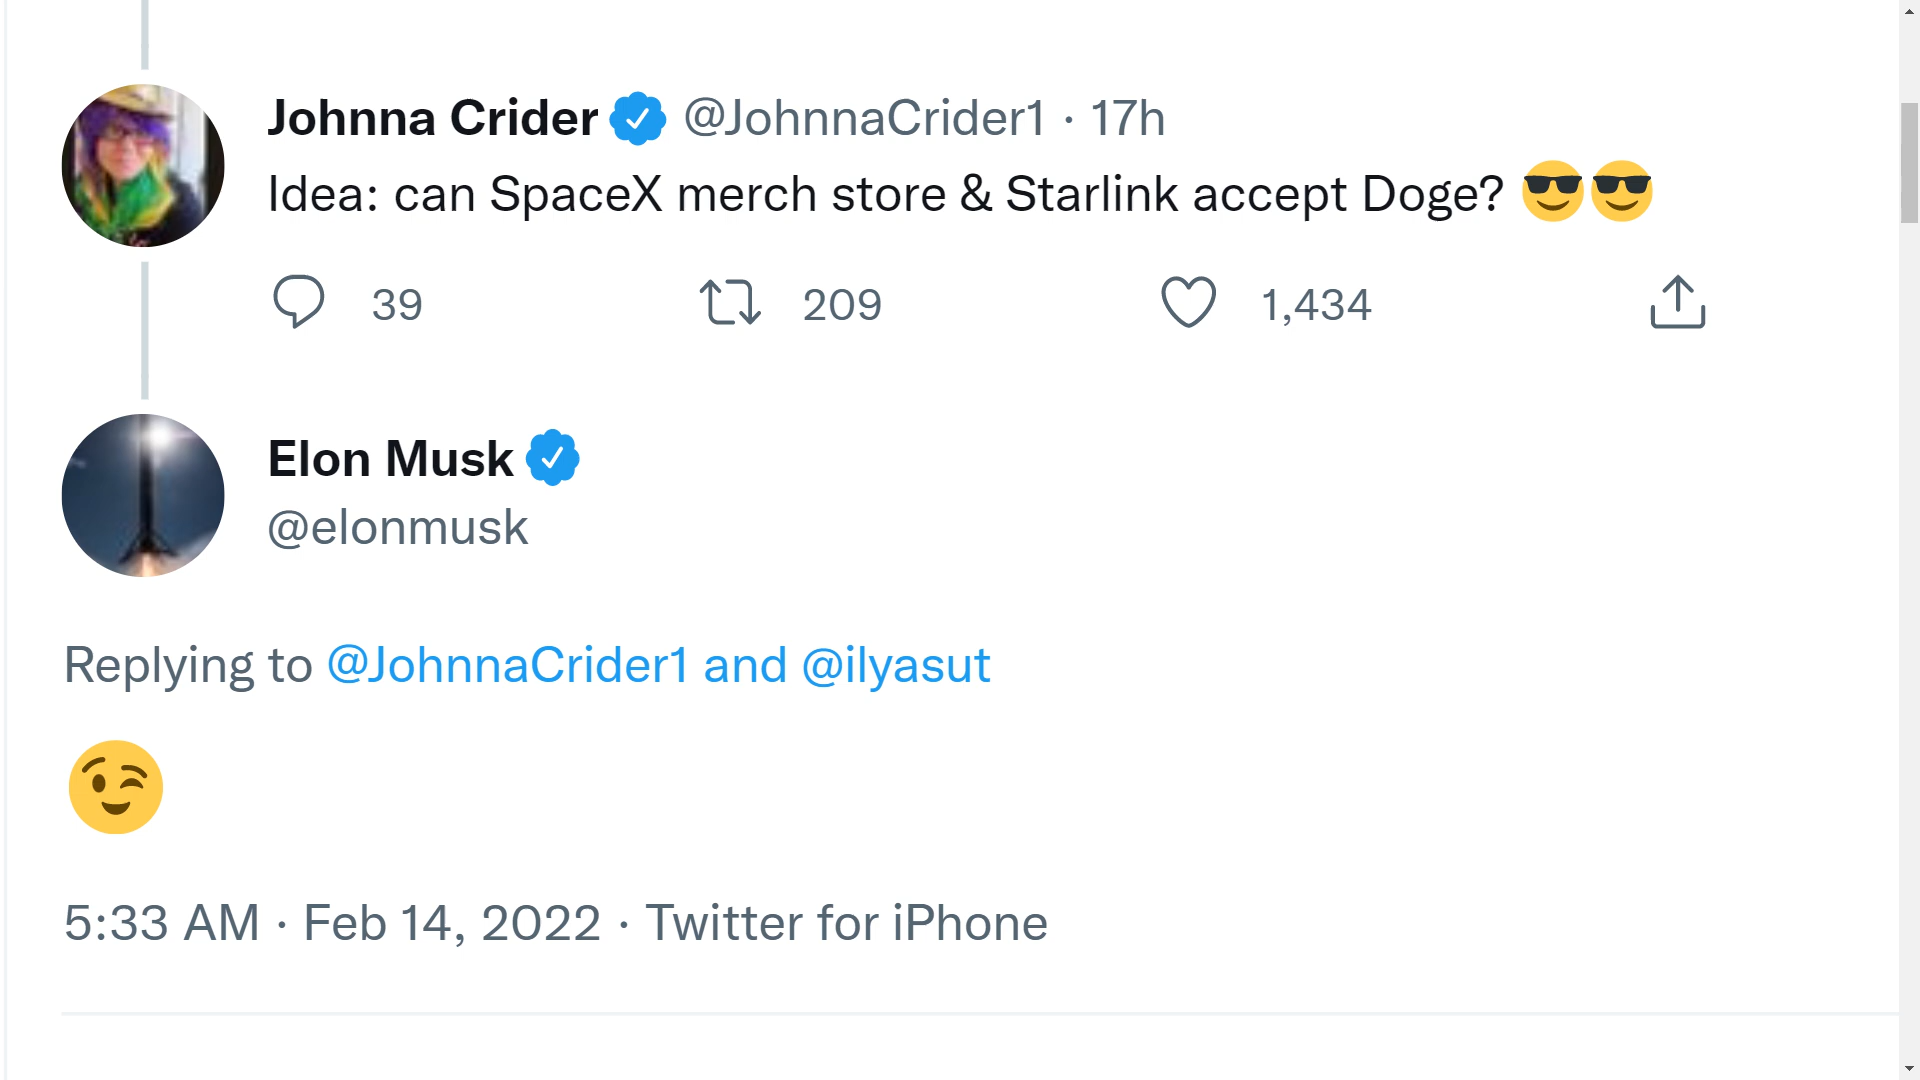 Johnna Crider @JohnnaCrider1 · 17h
Idea: can SpaceX merch store & Starlink accept Doge? 😎😎
39 209 1,434
Elon Musk
@elonmusk
Replying to @JohnnaCrider1 and @ilyasut
😉
5:33 AM · Feb 14, 2022 · Twitter for iPhone